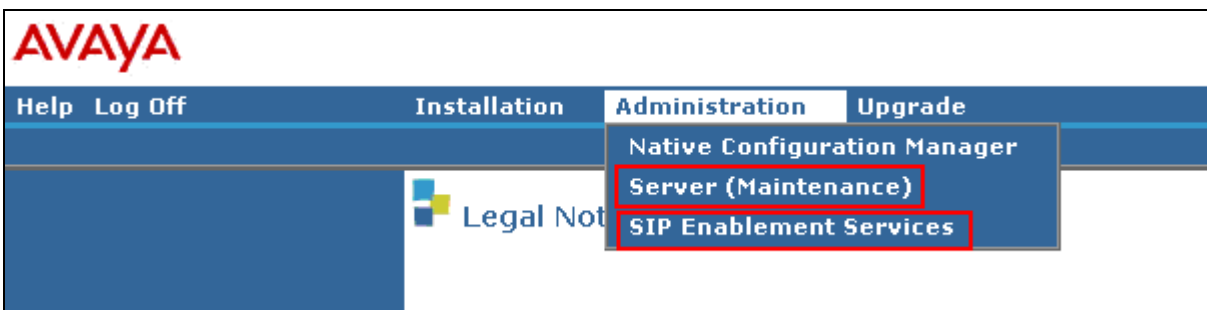 AVAYA
Help Log Off Installation Administration Upgrade
Native Configuration Manager
Server (Maintenance)
Legal Not
SIP Enablement Services